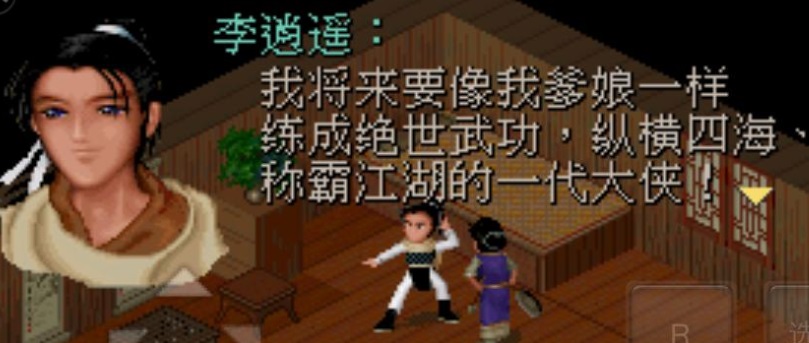 李逍遥：
我将来要像我爹娘一样
练成绝世武功，纵横四海
称霸江湖的一代大侠！
R
选